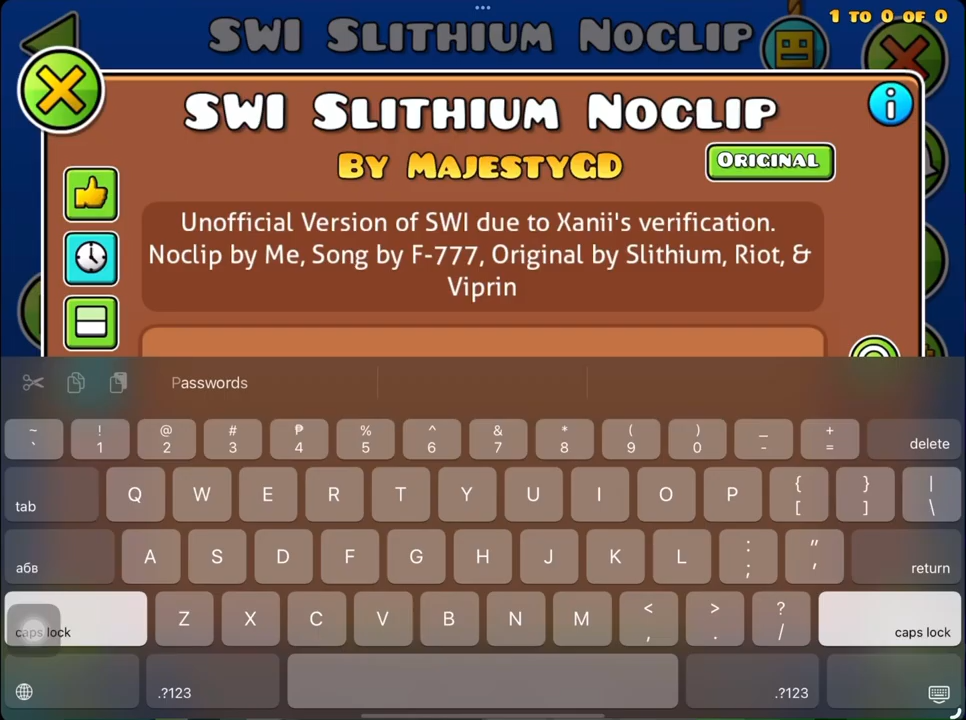 1 TO 0 OF 0
SWI SLITHIUM NOCLIP
SWI SLITHIUM NOCLIP
BY MAJESTYGD
ORIGINAL
Unofficial Version of SWI due to Xanii's verification.
Noclip by Me, Song by F-777, Original by Slithium, Riot, &
Viprin
Passwords
~ ! @ # ₱ % ^ & * ( ) _ +
` 1 2 3 4 5 6 7 8 9 0 - = delete
tab Q W E R T Y U I O P { [ } ] | \
абв A S D F G H J K L : ; " ' return
caps lock Z X C V B N M < , > . ? / caps lock
.?123 .?123